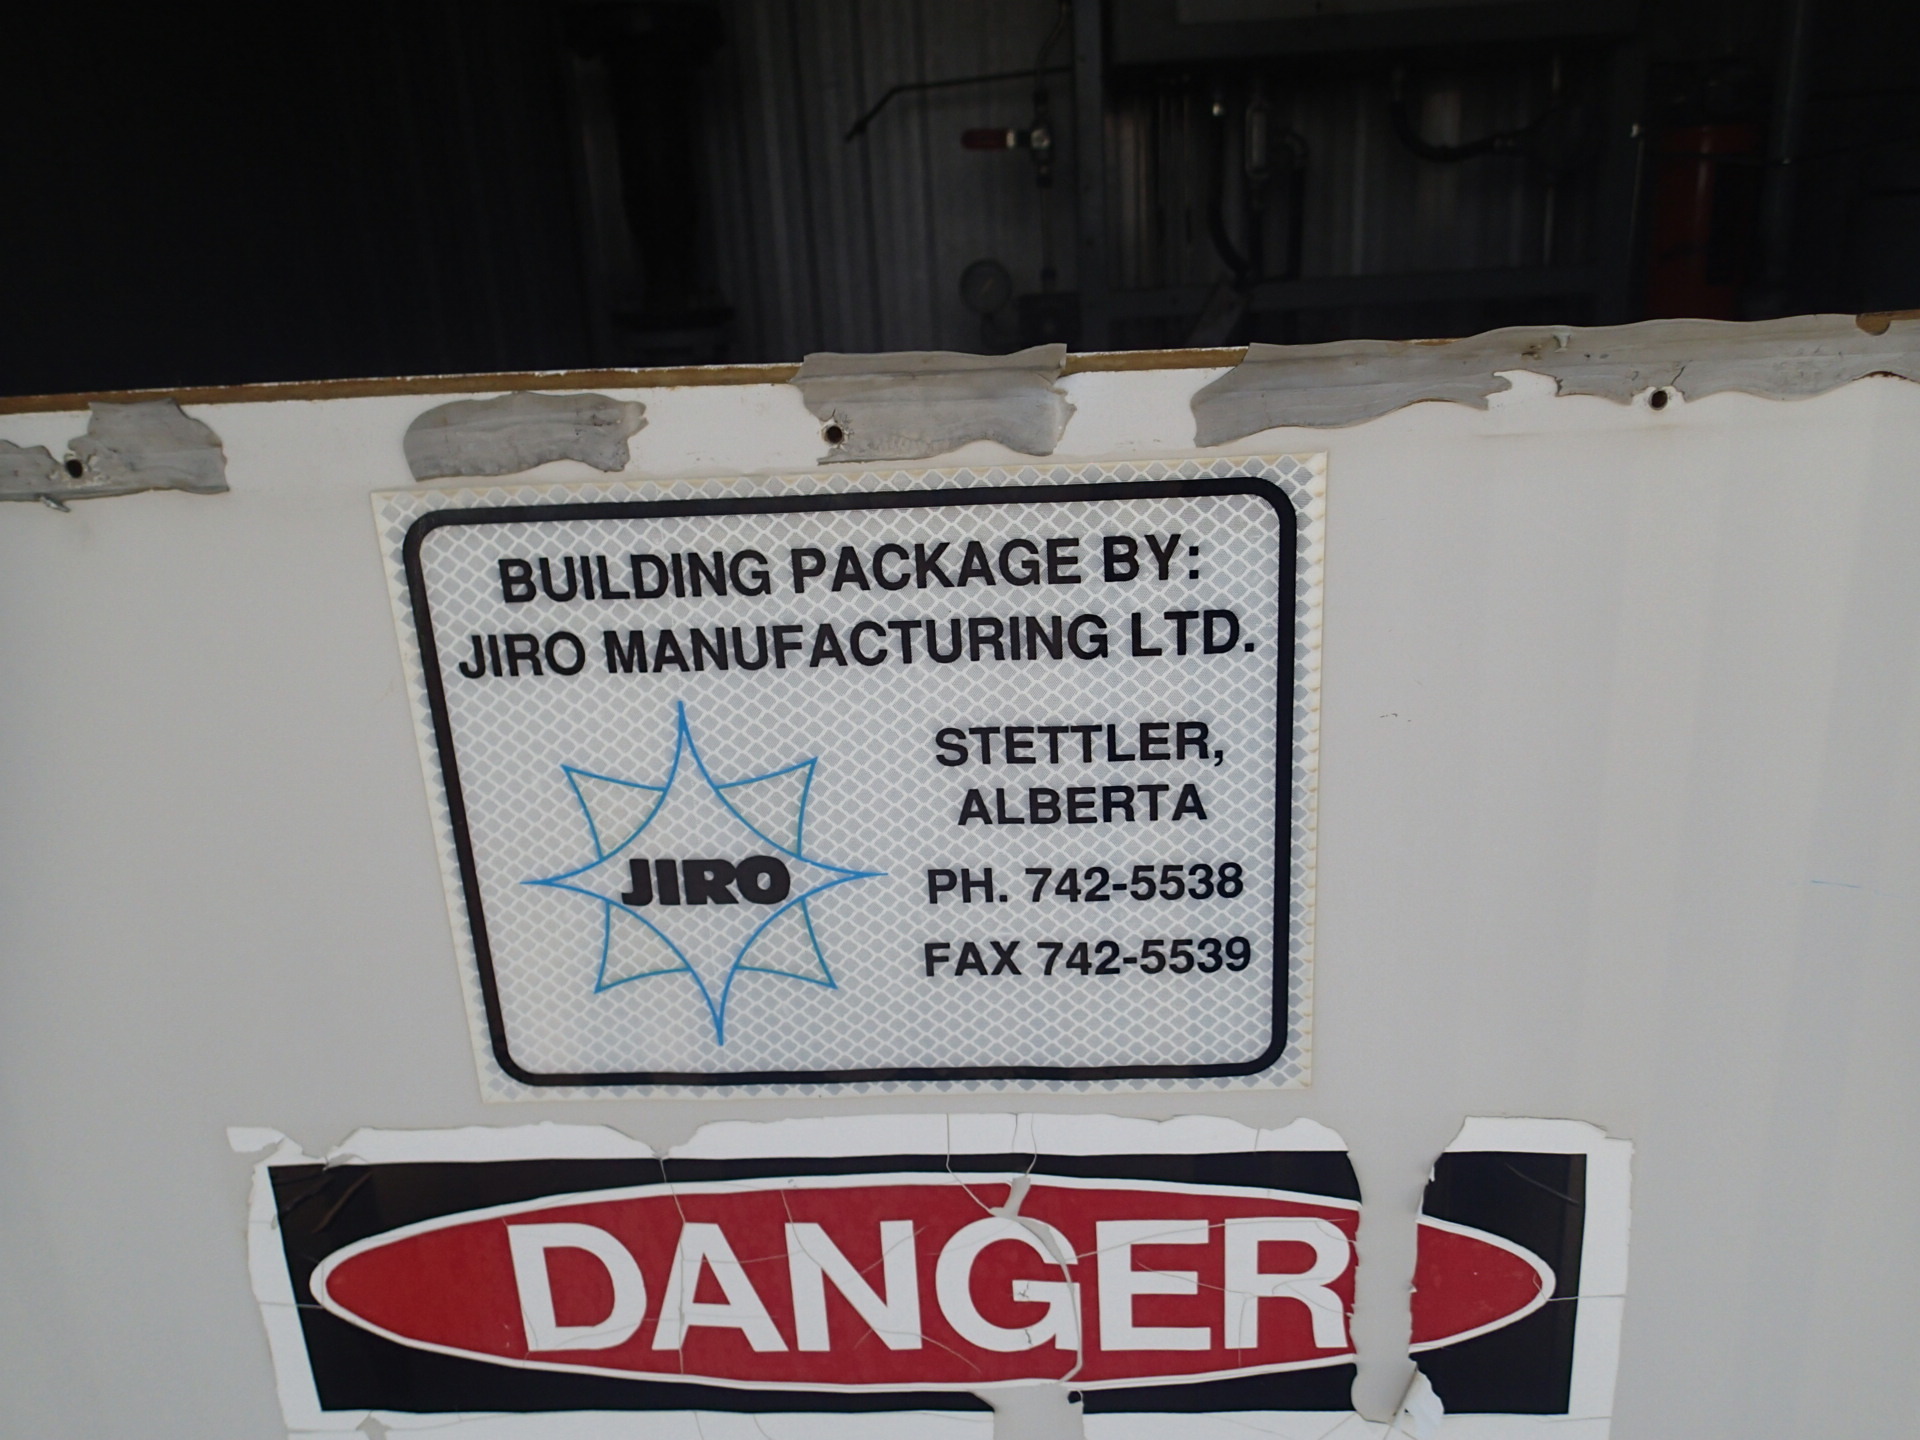 BUILDING PACKAGE BY:
JIRO MANUFACTURING LTD.
JIRO
STETTLER,
ALBERTA
PH. 742-5538
FAX 742-5539
DANGER